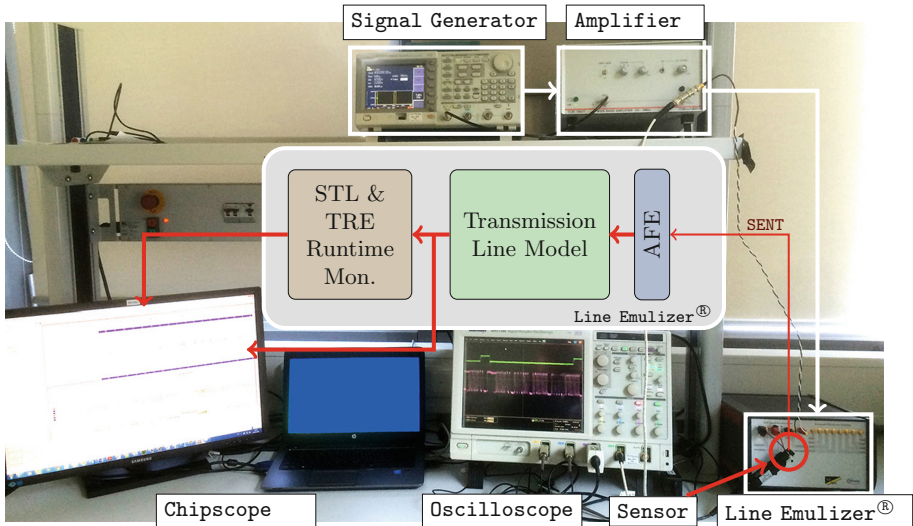 Signal Generator
Amplifier
STL &
TRE
Runtime
Mon.
Transmission
Line Model
AFE
SENT
Line Emulizer®
SAMSUNG
Chipscope
Oscilloscope
Sensor
Line Emulizer®